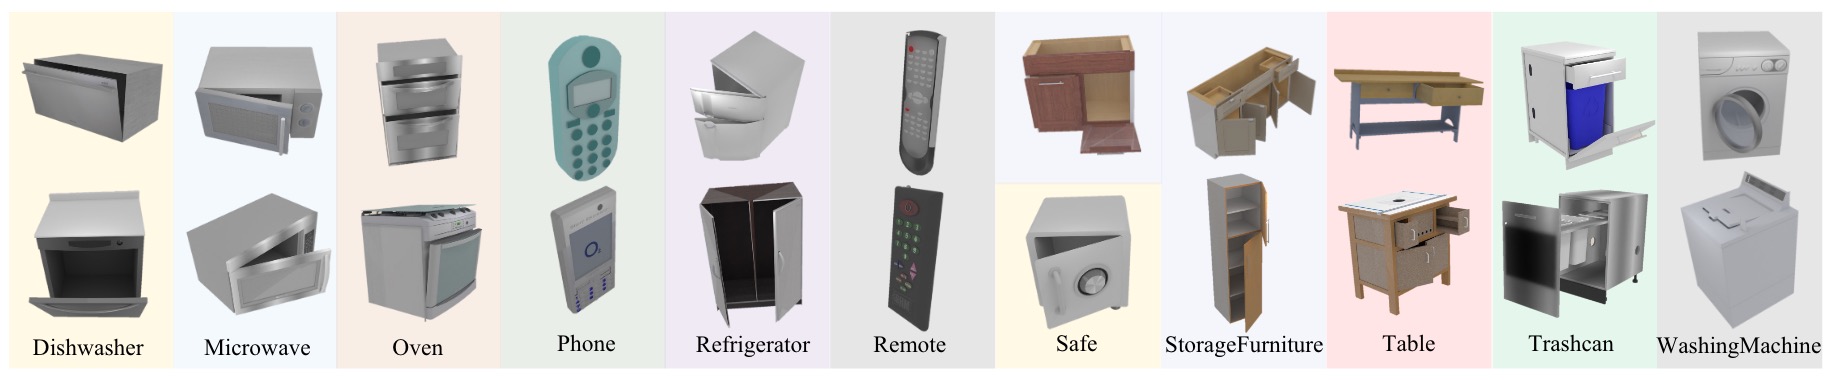 Dishwasher
Microwave
Oven
Phone
Refrigerator
Remote
Safe
StorageFurniture
Table
Trashcan
WashingMachine